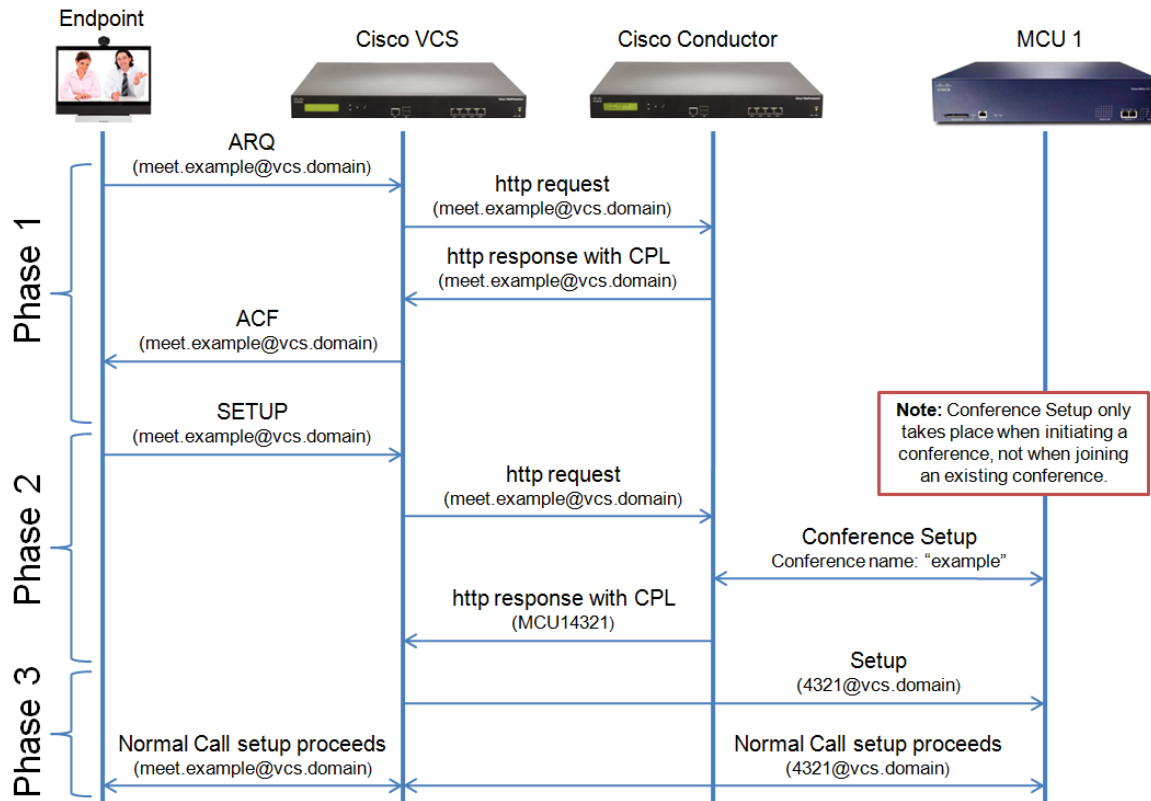 Endpoint
Cisco VCS
Cisco Conductor
MCU 1
Phase 1
ARQ
(meet.example@vcs.domain)
http request
(meet.example@vcs.domain)
http response with CPL
(meet.example@vcs.domain)
ACF
(meet.example@vcs.domain)
SETUP
(meet.example@vcs.domain)
Note: Conference Setup only
takes place when initiating a
conference, not when joining
an existing conference.
Phase 2
http request
(meet.example@vcs.domain)
Conference Setup
Conference name: “example”
http response with CPL
(MCU14321)
Phase 3
Setup
(4321@vcs.domain)
Normal Call setup proceeds
(meet.example@vcs.domain)
Normal Call setup proceeds
(4321@vcs.domain)